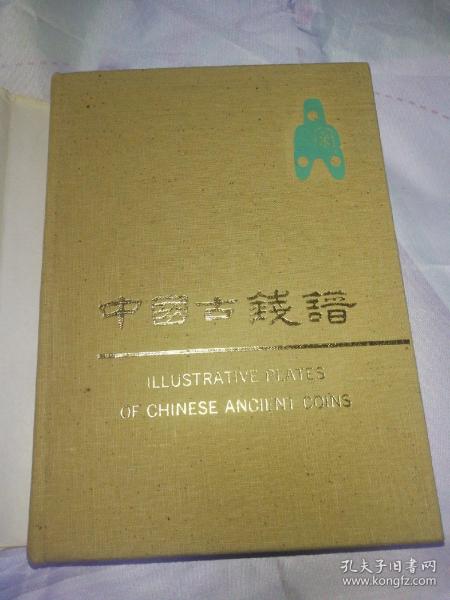 中國古錢譜
ILLUSTRATIVE PLATES
OF CHINESE ANCIENT COINS
孔夫子旧书网
www.kongfz.com